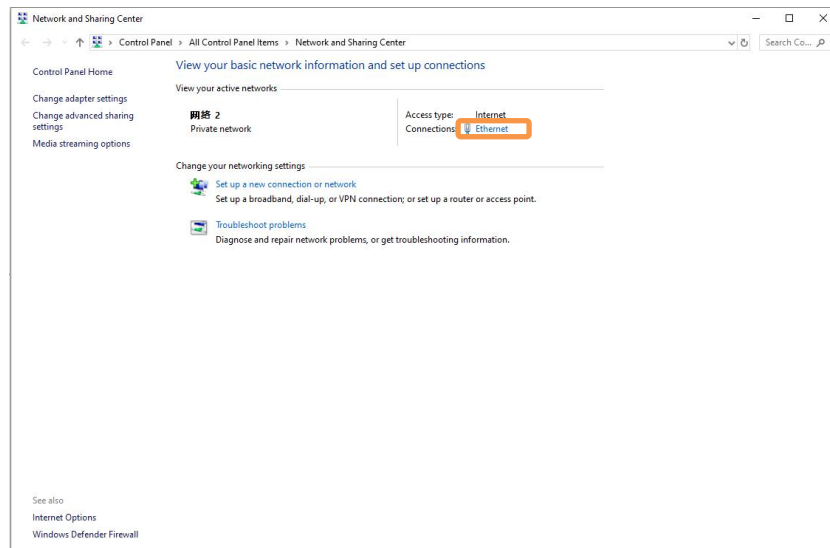 Network and Sharing Center
Control Panel › All Control Panel Items › Network and Sharing Center
Search Co...
Control Panel Home
Change adapter settings
Change advanced sharing
settings
Media streaming options
View your basic network information and set up connections
View your active networks
网络 2
Private network
Access type: Internet
Connections: Ethernet
Change your networking settings
Set up a new connection or network
Set up a broadband, dial-up, or VPN connection; or set up a router or access point.
Troubleshoot problems
Diagnose and repair network problems, or get troubleshooting information.
See also
Internet Options
Windows Defender Firewall